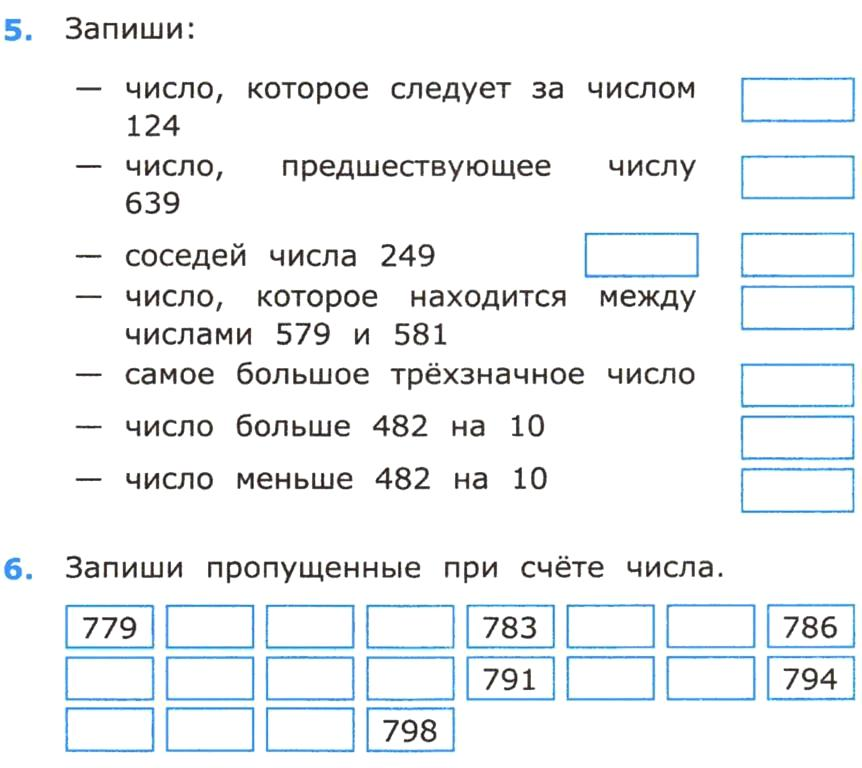 5. Запиши:
— число, которое следует за числом
124
— число, предшествующее числу
639
— соседей числа 249
— число, которое находится между
числами 579 и 581
— самое большое трёхзначное число
— число больше 482 на 10
— число меньше 482 на 10
6. Запиши пропущенные при счёте числа.
779 783 786
791 794
798